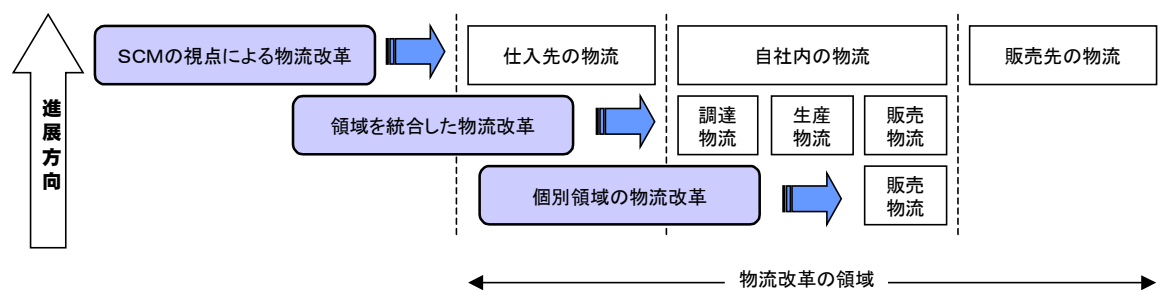 SCMの視点による物流改革
仕入先の物流
自社内の物流
販売先の物流
進展方向
領域を統合した物流改革
調達
物流
生産
物流
販売
物流
個別領域の物流改革
販売
物流
物流改革の領域